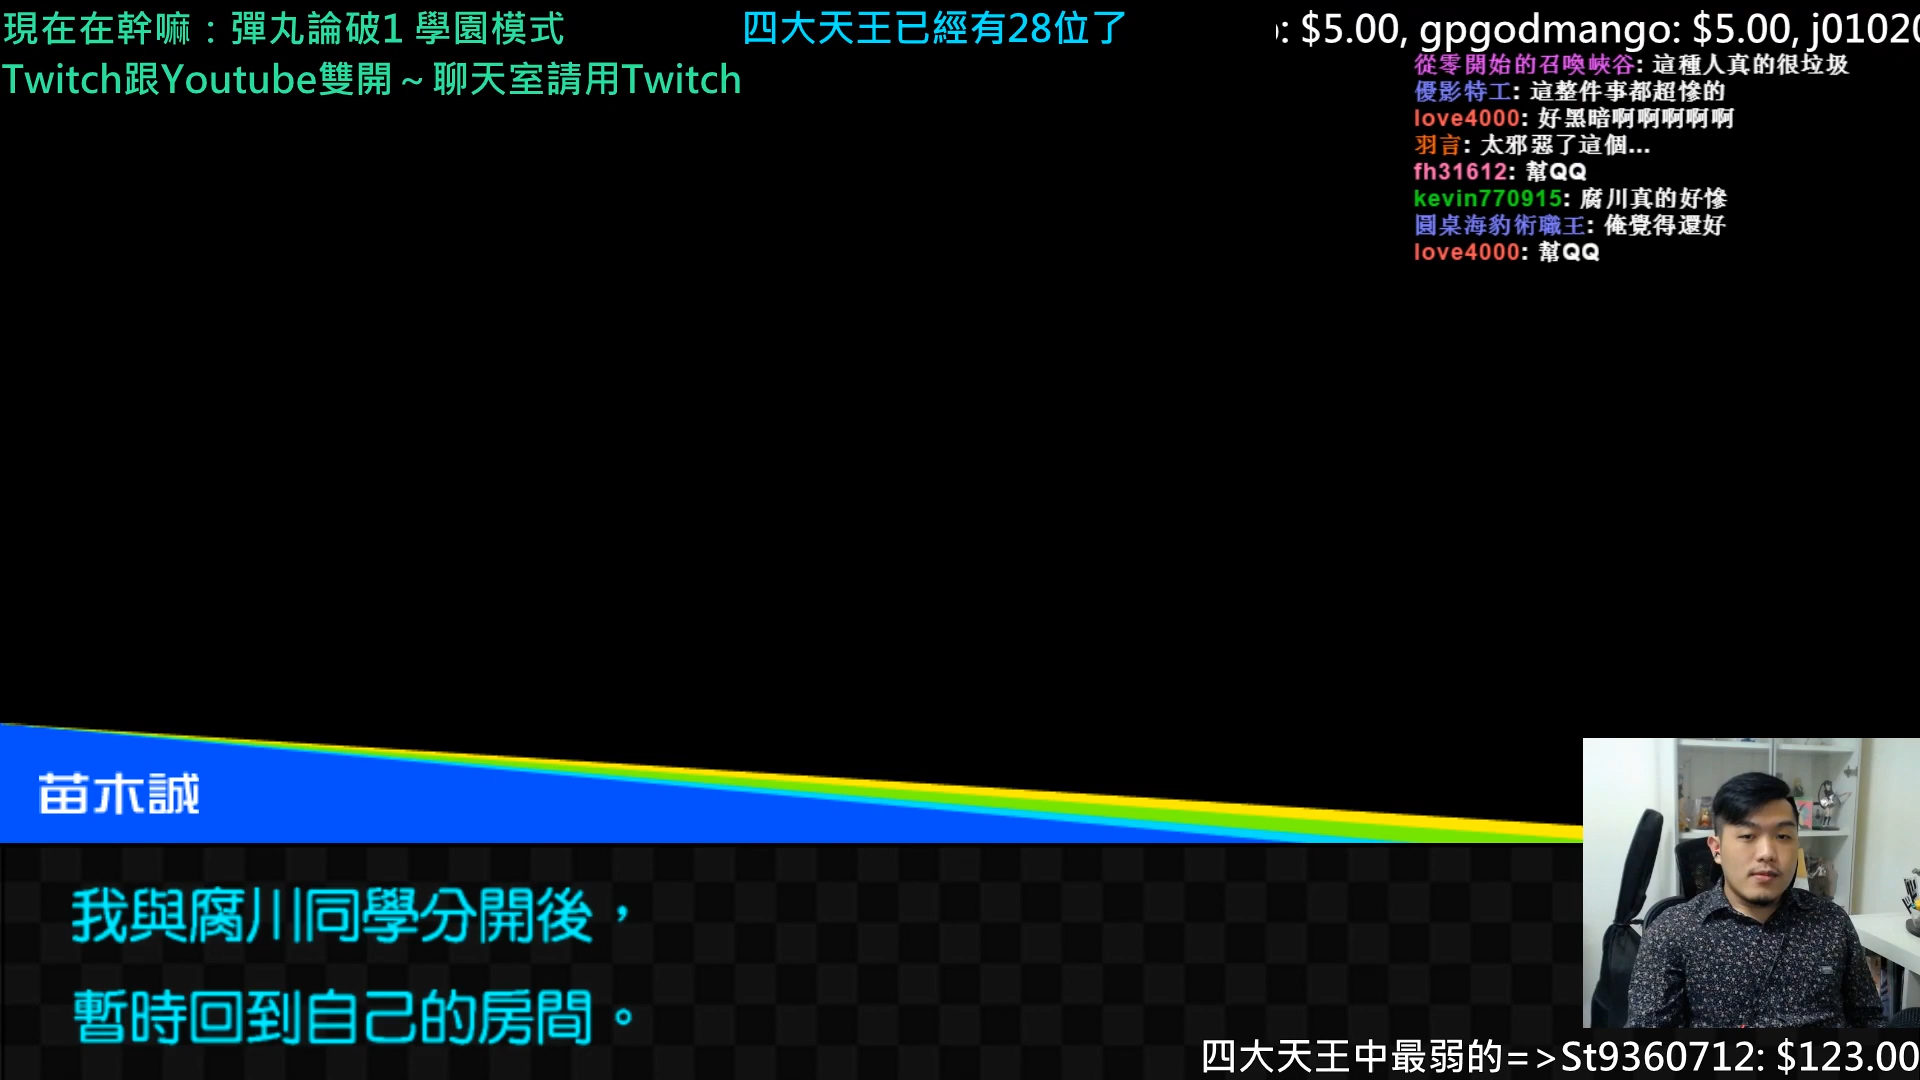 現在在幹嘛：彈丸論破1 學園模式
四大天王已經有28位了
: $5.00, gpgodmango: $5.00, j01020
Twitch跟Youtube雙開～聊天室請用Twitch
從零開始的召喚峽谷: 這種人真的很垃圾
優影特工: 這整件事都超慘的
love4000: 好黑暗啊啊啊啊啊
羽言: 太邪惡了這個...
fh31612: 幫QQ
kevin770915: 腐川真的好慘
圓桌海豹術職王: 俺覺得還好
love4000: 幫QQ
苗木誠
我與腐川同學分開後，
暫時回到自己的房間。
四大天王中最弱的=>St9360712: $123.00